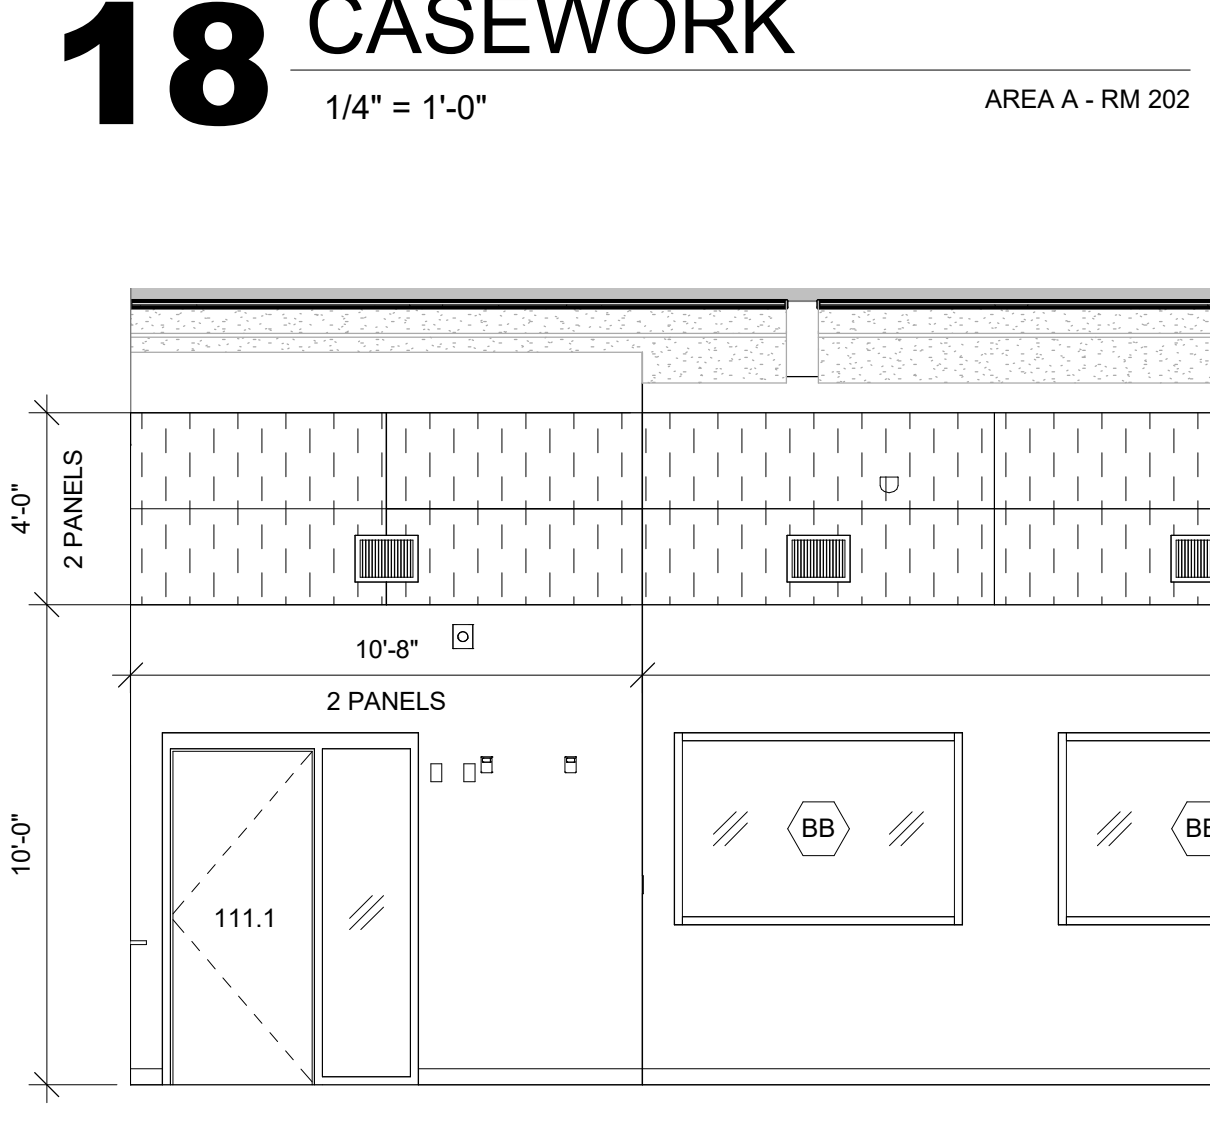 18
CASEWORK
1/4" = 1'-0"
AREA A - RM 202
4'-0"
2 PANELS
10'-8"
2 PANELS
10'-0"
111.1
BB